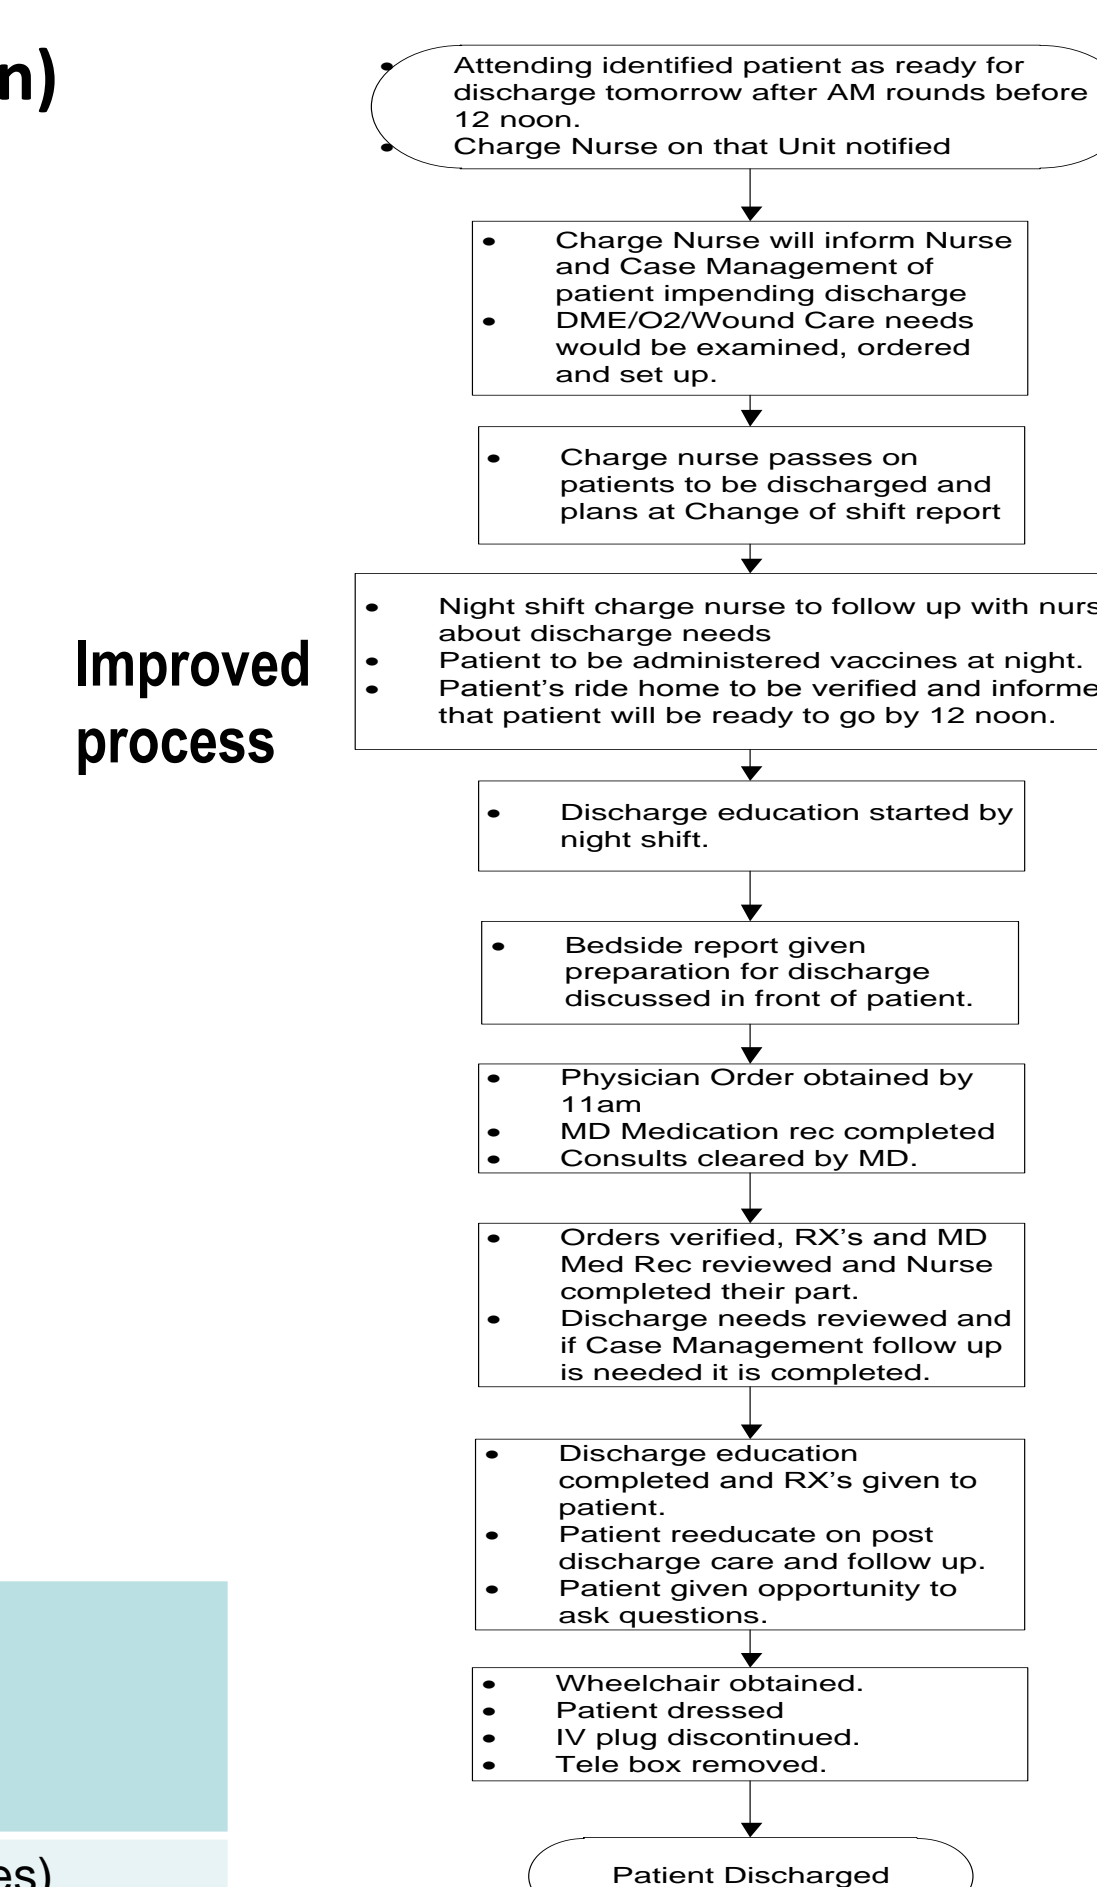 n)
Attending identified patient as ready for
discharge tomorrow after AM rounds before
12 noon.
Charge Nurse on that Unit notified
Charge Nurse will inform Nurse
and Case Management of
patient impending discharge
DME/O2/Wound Care needs
would be examined, ordered
and set up.
Charge nurse passes on
patients to be discharged and
plans at Change of shift report
Improved
process
Night shift charge nurse to follow up with nurs
about discharge needs
Patient to be administered vaccines at night.
Patient's ride home to be verified and informe
that patient will be ready to go by 12 noon.
Discharge education started by
night shift.
Bedside report given
preparation for discharge
discussed in front of patient.
Physician Order obtained by
11am
MD Medication rec completed
Consults cleared by MD.
Orders verified, RX's and MD
Med Rec reviewed and Nurse
completed their part.
Discharge needs reviewed and
if Case Management follow up
is needed it is completed.
Discharge education
completed and RX's given to
patient.
Patient reeducate on post
discharge care and follow up.
Patient given opportunity to
ask questions.
Wheelchair obtained.
Patient dressed
IV plug discontinued.
Tele box removed.
Patient Discharged
es)